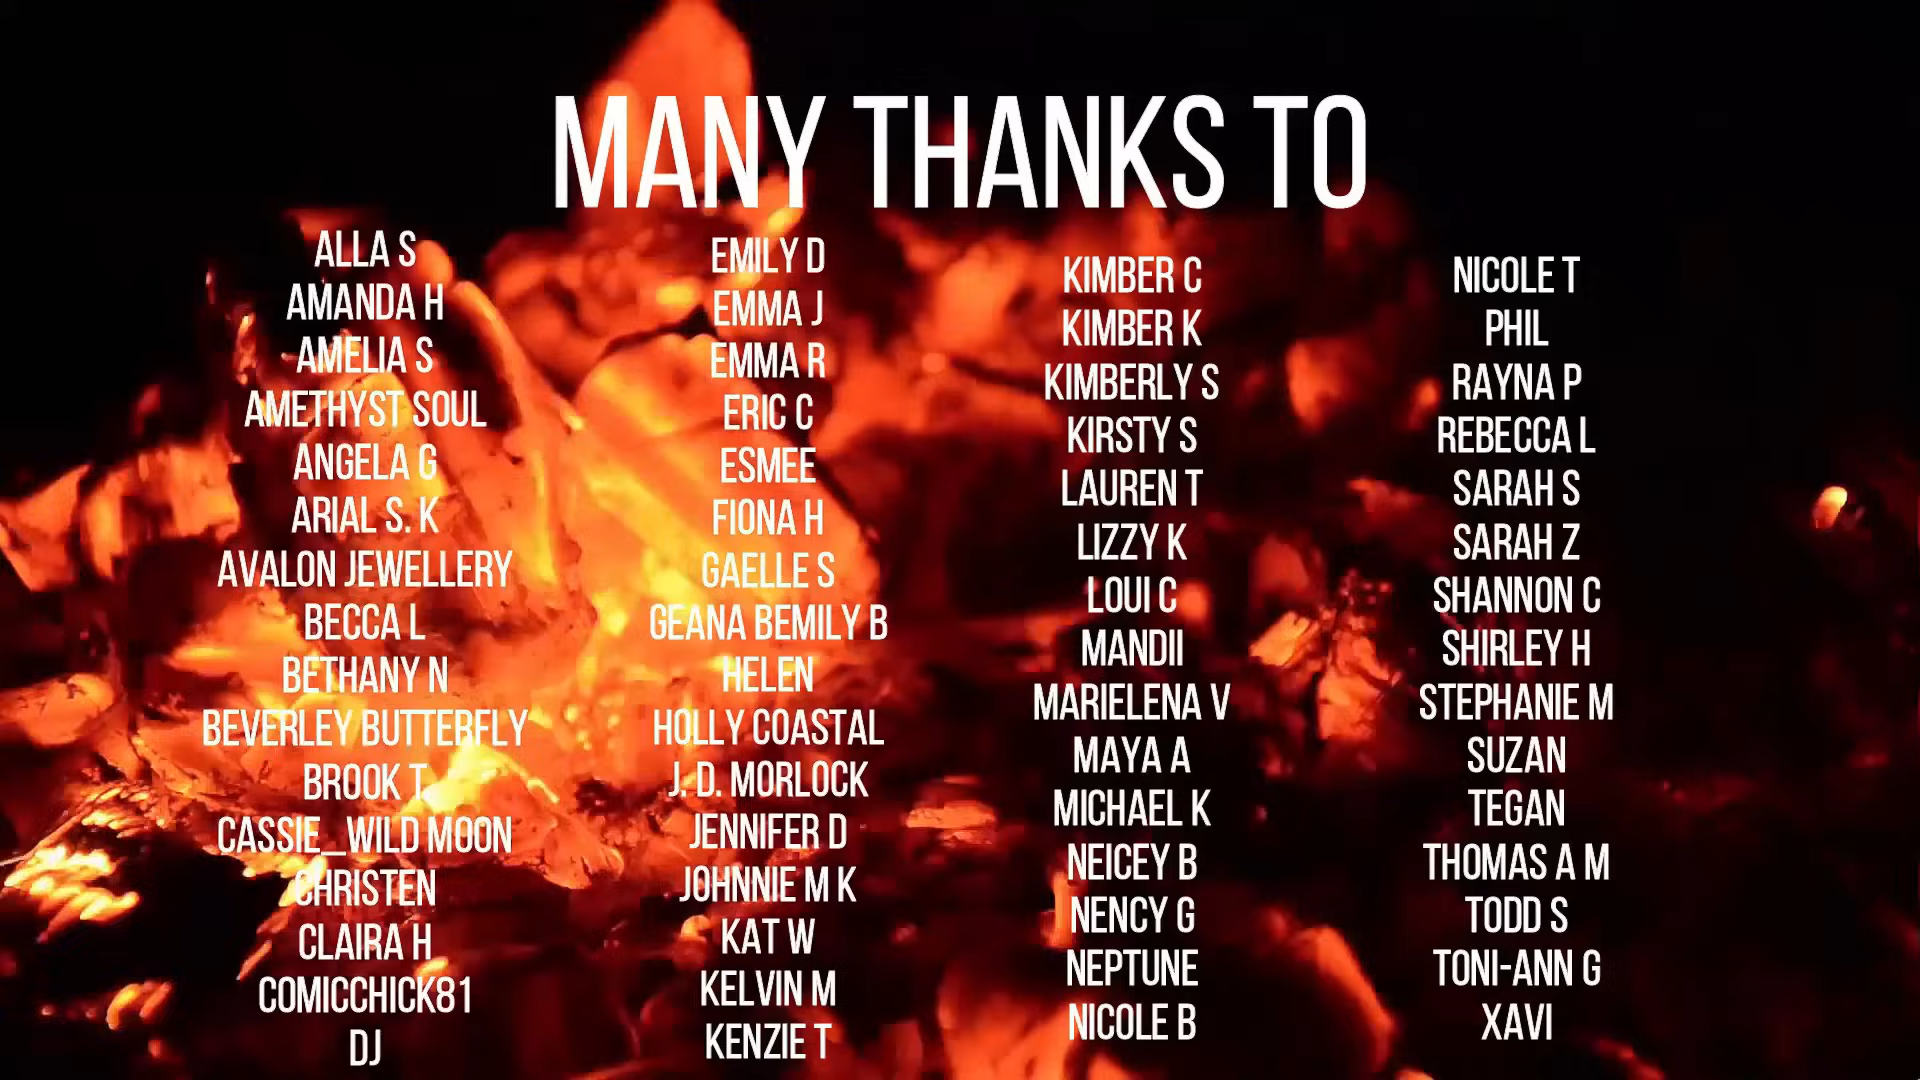 MANY THANKS TO
ALLA S
AMANDA H
AMELIA S
AMETHYST SOUL
ANGELA G
ARIAL S. K
AVALON JEWELLERY
BECCA L
BETHANY N
BEVERLEY BUTTERFLY
BROOK T
CASSIE_WILD MOON
CHRISTEN
CLAIRA H
COMICCHICK81
DJ
EMILY D
EMMA J
EMMA R
ERIC C
ESMEE
FIONA H
GAELLE S
GEANA BEMILY B
HELEN
HOLLY COASTAL
J. D. MORLOCK
JENNIFER D
JOHNNIE M K
KAT W
KELVIN M
KENZIE T
KIMBER C
KIMBER K
KIMBERLY S
KIRSTY S
LAUREN T
LIZZY K
LOUI C
MANDII
MARIELENA V
MAYA A
MICHAEL K
NEICEY B
NENCY G
NEPTUNE
NICOLE B
NICOLE T
PHIL
RAYNA P
REBECCA L
SARAH S
SARAH Z
SHANNON C
SHIRLEY H
STEPHANIE M
SUZAN
TEGAN
THOMAS A M
TODD S
TONI-ANN G
XAVI